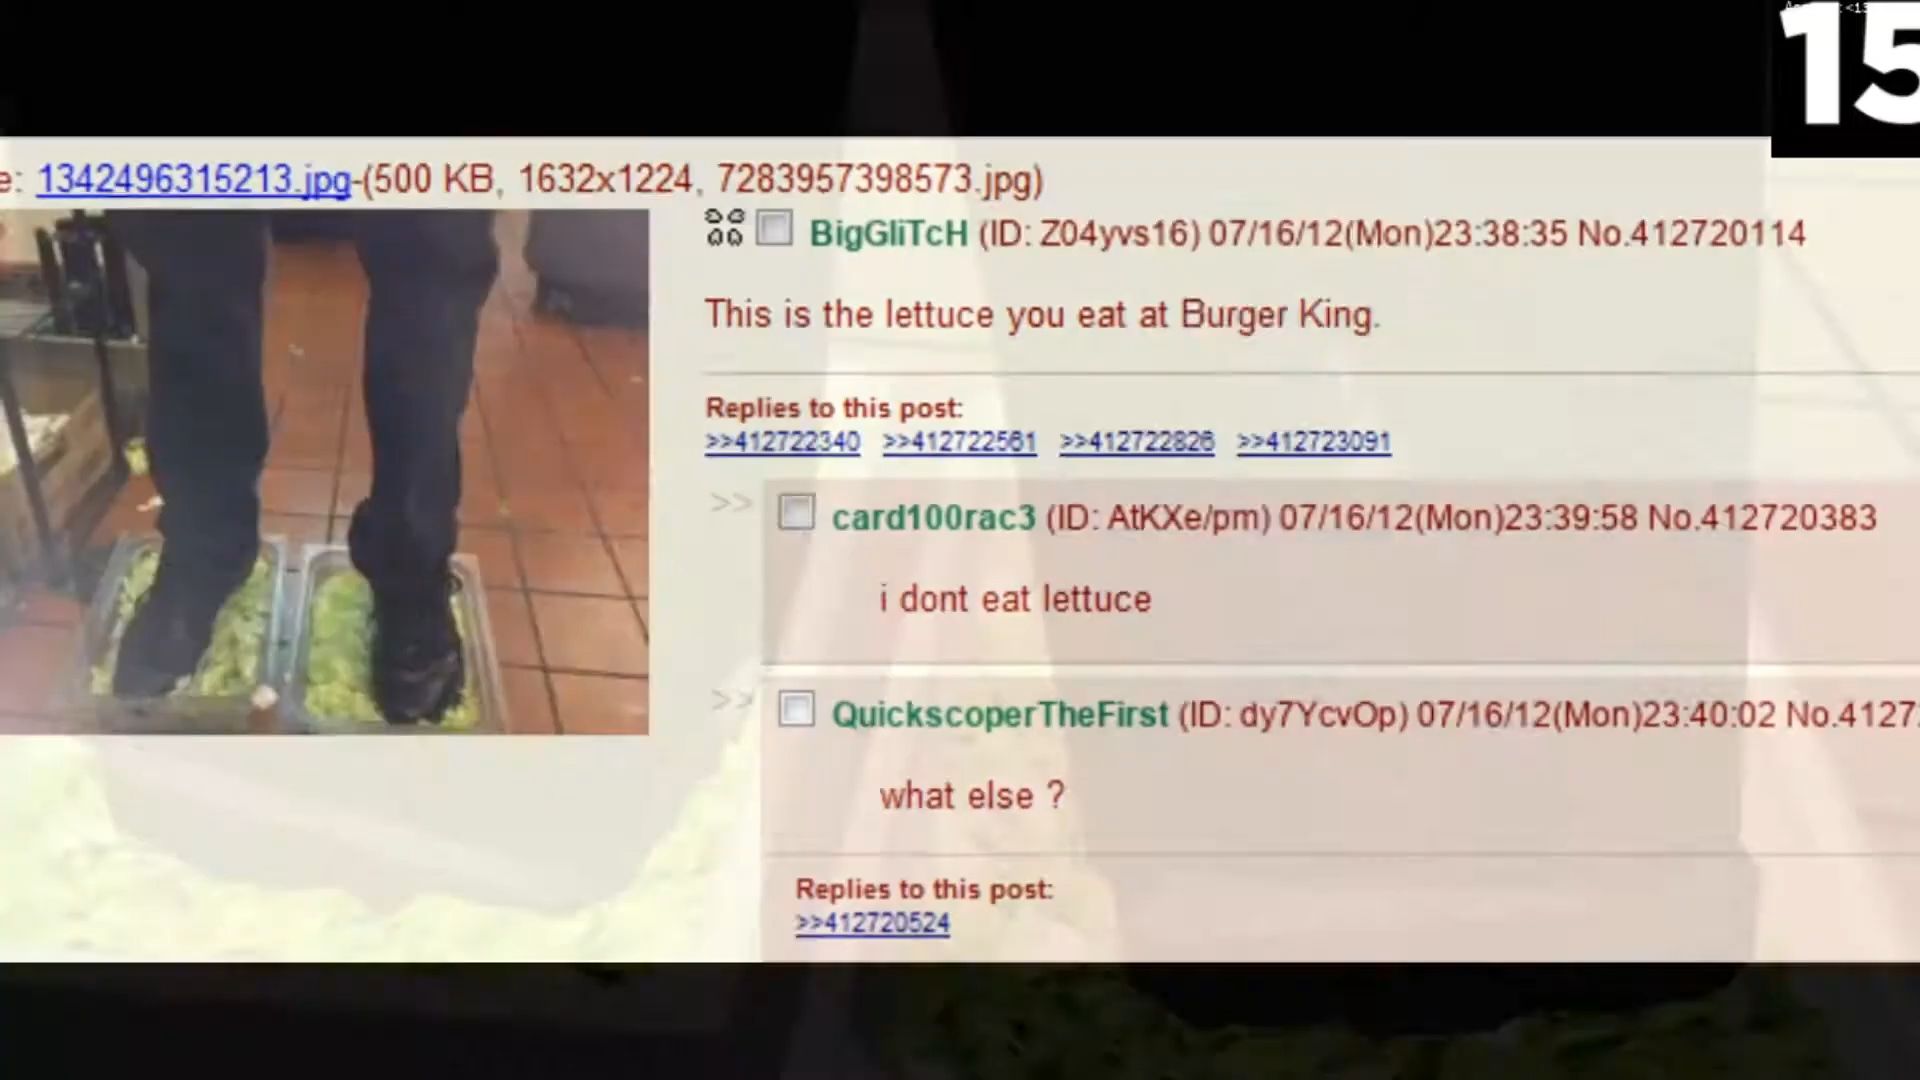 15
e: 1342496315213.jpg-(500 KB, 1632x1224, 7283957398573.jpg)
BigGliTcH (ID: Z04yvs16) 07/16/12(Mon)23:38:35 No.412720114
This is the lettuce you eat at Burger King.
Replies to this post:
>>412722340 >>412722561 >>412722826 >>412723091
>> card100rac3 (ID: AtKXe/pm) 07/16/12(Mon)23:39:58 No.412720383
i dont eat lettuce
>> QuickscoperTheFirst (ID: dy7YcvOp) 07/16/12(Mon)23:40:02 No.4127
what else ?
Replies to this post:
>>412720524